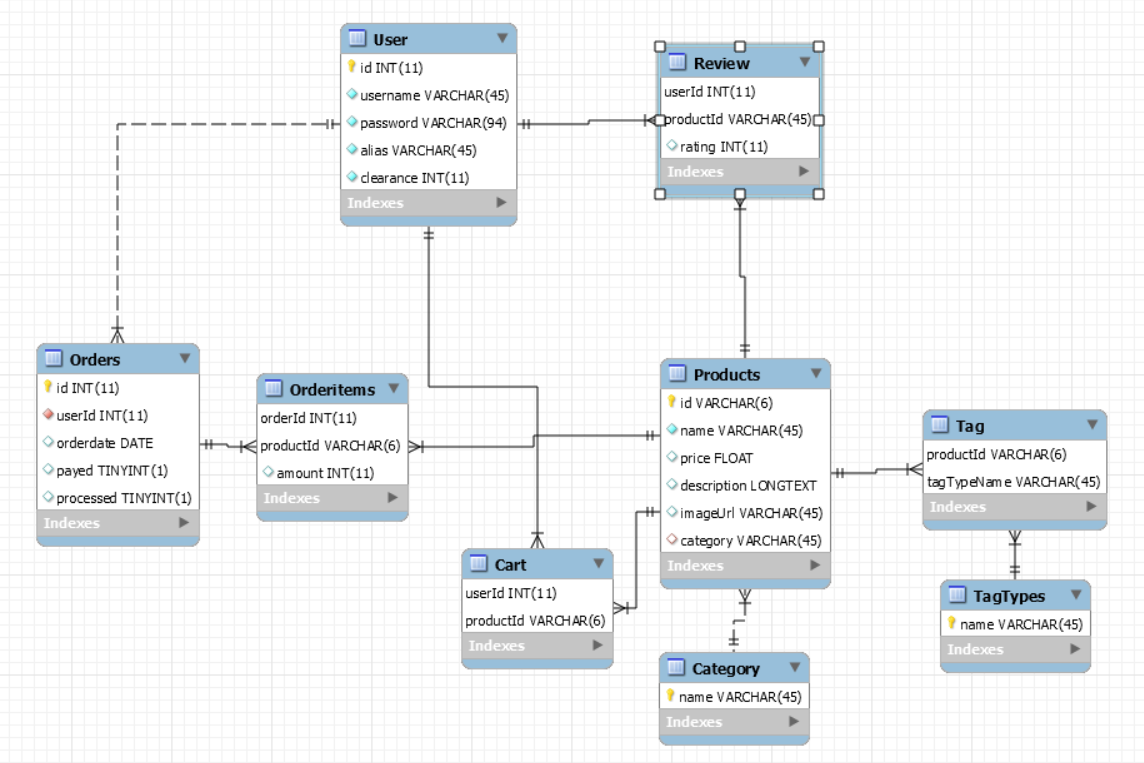 User
id INT(11)
username VARCHAR(45)
password VARCHAR(94)
alias VARCHAR(45)
clearance INT(11)
Indexes
Review
userId INT(11)
productId VARCHAR(45)
rating INT(11)
Indexes
Orders
id INT(11)
userId INT(11)
orderdate DATE
payed TINYINT(1)
processed TINYINT(1)
Indexes
Orderitems
orderId INT(11)
productId VARCHAR(6)
amount INT(11)
Indexes
Products
id VARCHAR(6)
name VARCHAR(45)
price FLOAT
description LONGTEXT
imageUrl VARCHAR(45)
category VARCHAR(45)
Indexes
Tag
productId VARCHAR(6)
tagTypeName VARCHAR(45)
Indexes
Cart
userId INT(11)
productId VARCHAR(6)
Indexes
TagTypes
name VARCHAR(45)
Indexes
Category
name VARCHAR(45)
Indexes